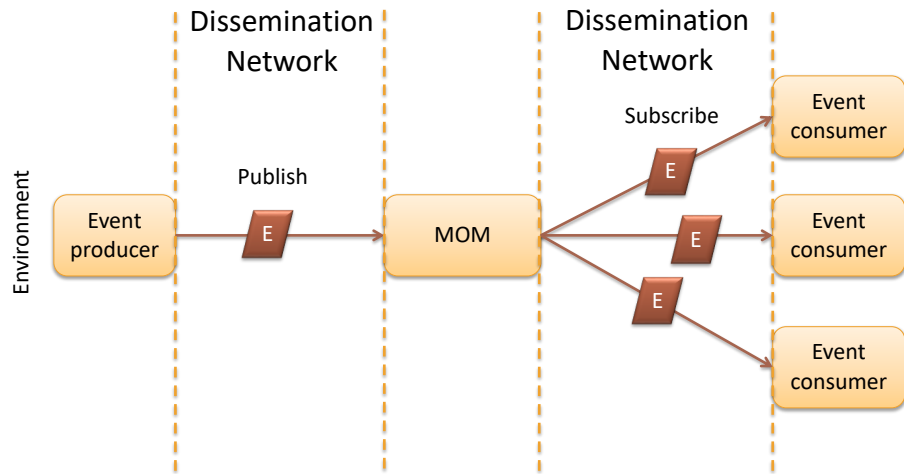 Dissemination
Network
Dissemination
Network
Environment
Event
producer
Publish
E
MOM
Subscribe
E
E
E
Event
consumer
Event
consumer
Event
consumer